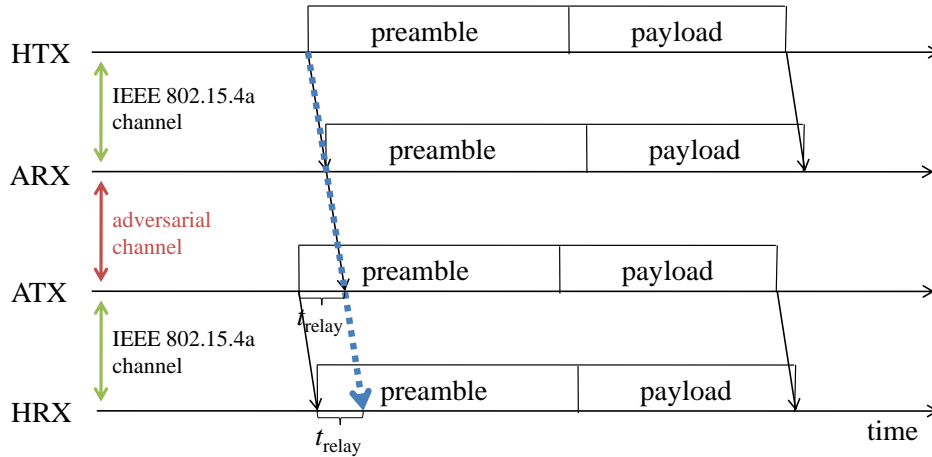 preamble payload
HTX
IEEE 802.15.4a
channel
preamble payload
ARX
adversarial
channel
preamble payload
ATX
t_relay
IEEE 802.15.4a
channel
preamble payload
HRX
time
t_relay